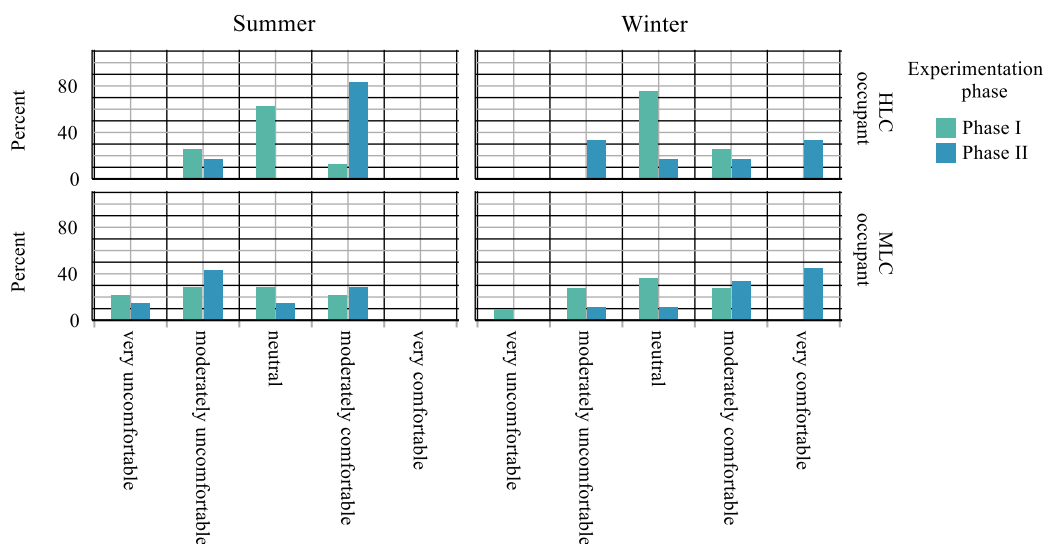 Summer
Winter
Percent
80
40
0
HLC
occupant
Experimentation
phase
Phase I
Phase II
Percent
80
40
0
MLC
occupant
very uncomfortable
moderately uncomfortable
neutral
moderately comfortable
very comfortable
very uncomfortable
moderately uncomfortable
neutral
moderately comfortable
very comfortable